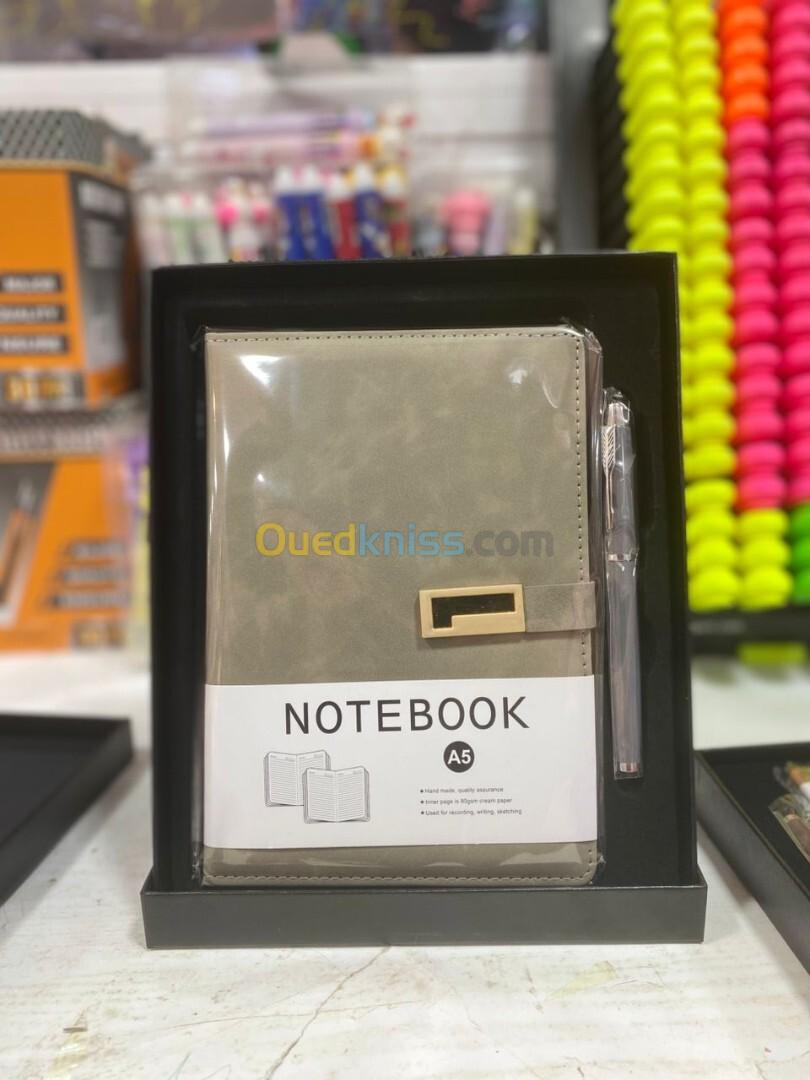 Ouedkniss.com
NOTEBOOK
A5
Hand made, quality assurance
Inner page is 80gsm cream paper
Used for recording, writing, sketching